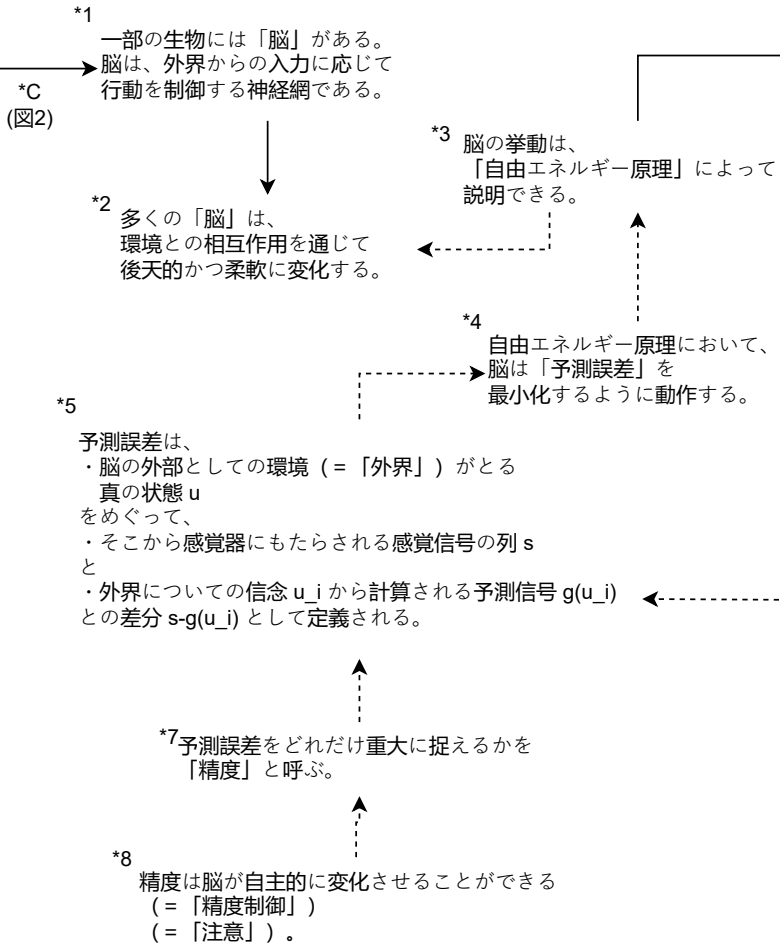 *1
一部の生物には「脳」がある。
脳は、外界からの入力に応じて
行動を制御する神経網である。
*C
(図2)
*2
多くの「脳」は、
環境との相互作用を通じて
後天的かつ柔軟に変化する。
*3
脳の挙動は、
「自由エネルギー原理」によって
説明できる。
*4
自由エネルギー原理において、
脳は「予測誤差」を
最小化するように動作する。
*5
予測誤差は、
・脳の外部としての環境 (=「外界」) がとる
真の状態 u
をめぐって、
・そこから感覚器にもたらされる感覚信号の列 s
と
・外界についての信念 u_i から計算される予測信号 g(u_i)
との差分 s-g(u_i) として定義される。
*7
予測誤差をどれだけ重大に捉えるかを
「精度」と呼ぶ。
*8
精度は脳が自主的に変化させることができる
(=「精度制御」)
(=「注意」) 。